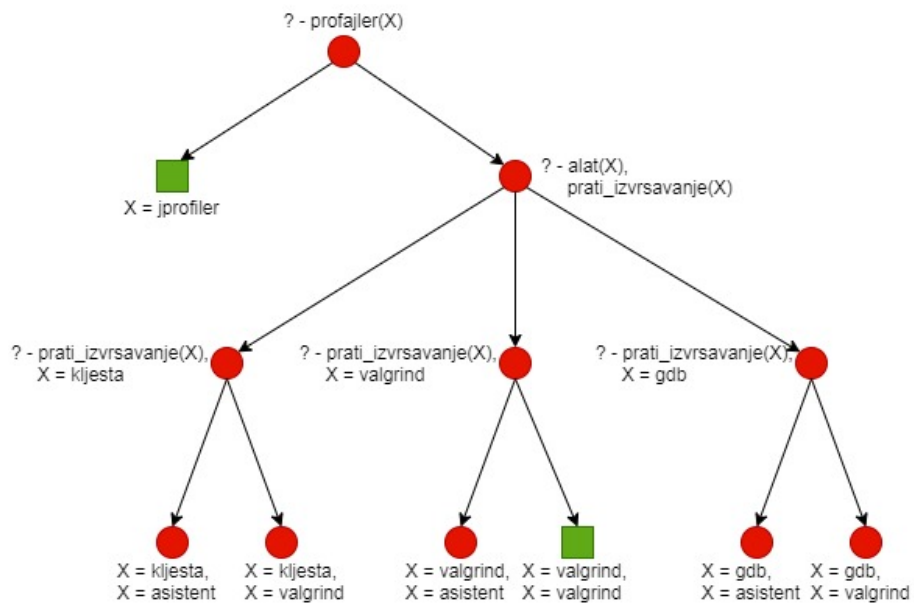 ? - profajler(X)
? - alat(X),
prati_izvrsavanje(X)
X = jprofiler
? - prati_izvrsavanje(X),
X = kljesta
? - prati_izvrsavanje(X),
X = valgrind
? - prati_izvrsavanje(X),
X = gdb
X = kljesta,
X = asistent
X = kljesta,
X = valgrind
X = valgrind,
X = asistent
X = valgrind,
X = valgrind
X = gdb,
X = asistent
X = gdb,
X = valgrind